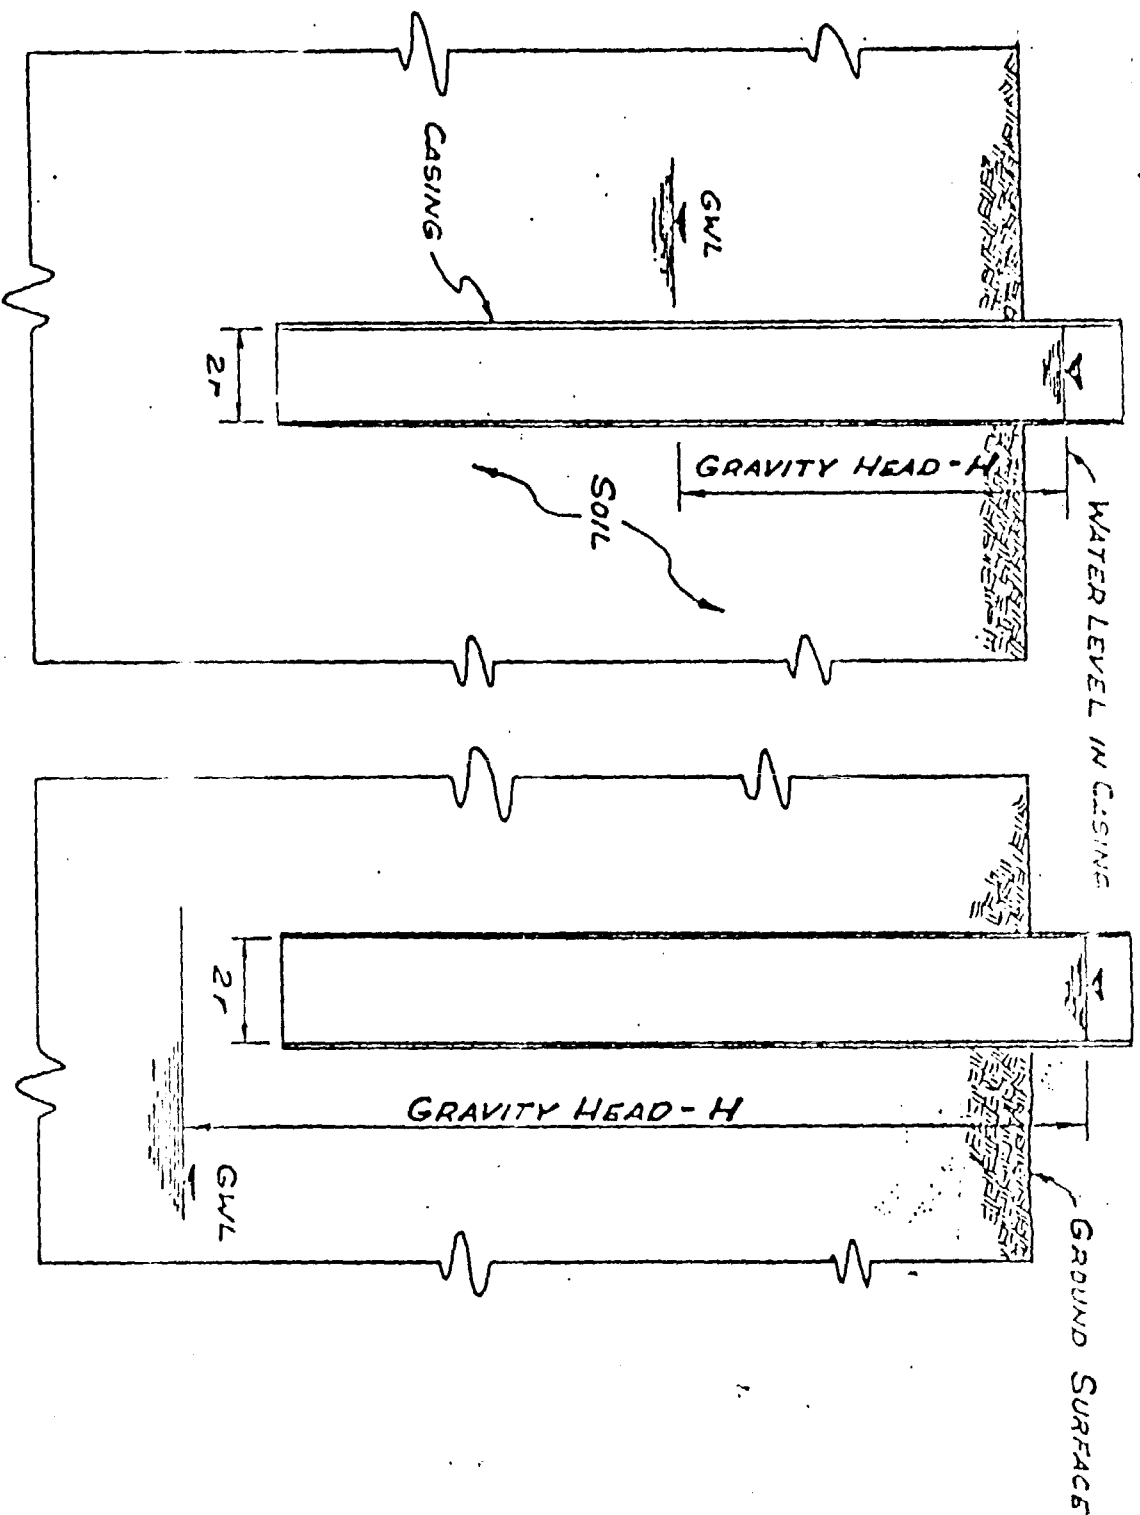 WATER LEVEL IN CASING
GROUND SURFACE
GRAVITY HEAD - H
GWL
SOIL
CASING
2r
GRAVITY HEAD - H
GWL
2r